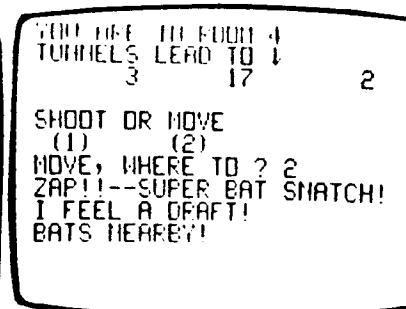 YOU ARE IN ROOM
TUNNELS LEAD TO ↓
3 17 2
SHOOT OR MOVE
(1) (2)
MOVE, WHERE TO ? 2
ZAP!!--SUPER BAT SNATCH!
I FEEL A DRAFT!
BATS NEARBY!